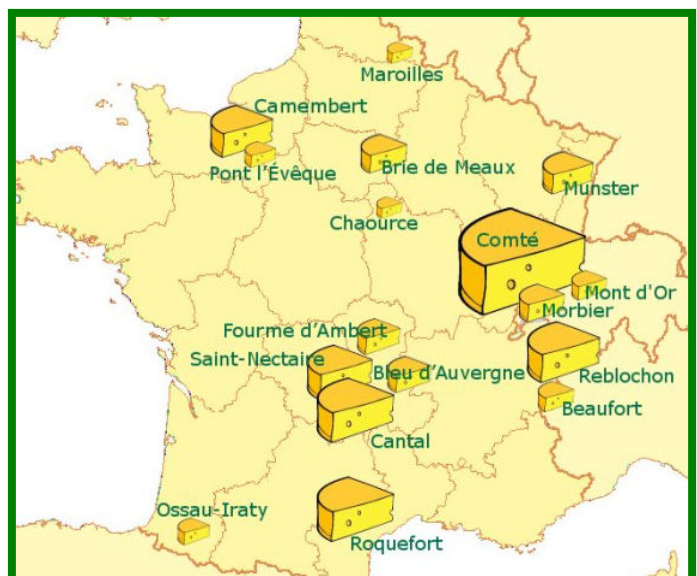 Maroilles
Camembert
Pont l'Évêque
Brie de Meaux
Munster
Chaource
Comté
Mont d'Or
Morbier
Fourme d'Ambert
Saint-Nectaire
Bleu d'Auvergne
Reblochon
Beaufort
Cantal
Ossau-Iraty
Roquefort